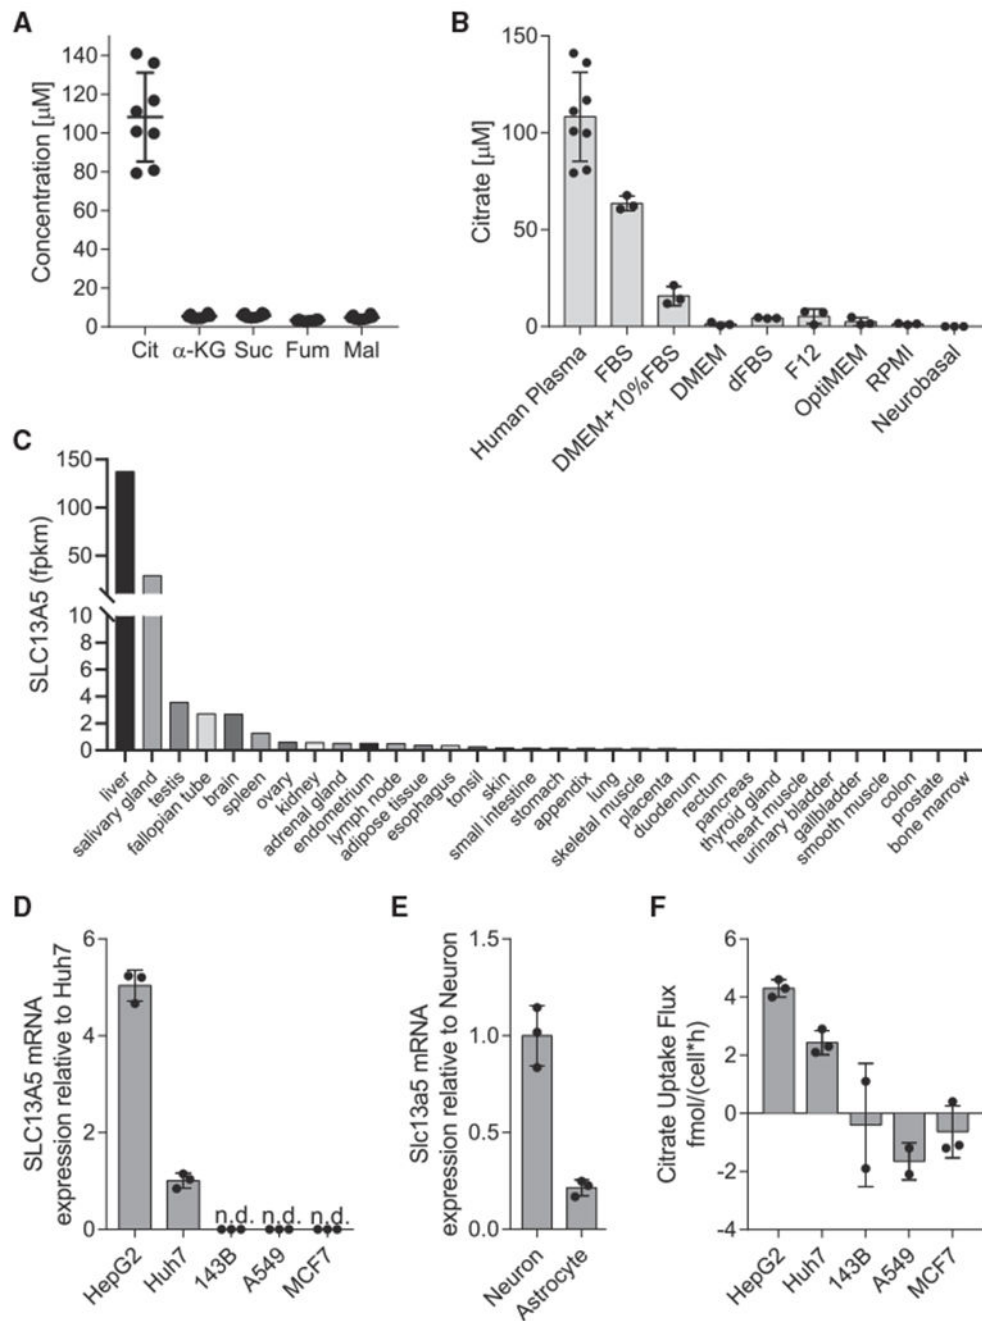 A
Concentration [μM]
140
120
100
80
60
40
20
0
Cit α-KG Suc Fum Mal
B
Citrate [μM]
150
100
50
0
Human Plasma
FBS
DMEM+10%FBS
DMEM
dFBS
F12
OptiMEM
RPMI
Neurobasal
C
SLC13A5 (fpkm)
150
100
50
10
8
6
4
2
0
liver
salivary gland
testis
fallopian tube
brain
spleen
ovary
kidney
adrenal gland
endometrium
lymph node
adipose tissue
esophagus
tonsil
skin
small intestine
stomach
appendix
lung
skeletal muscle
placenta
duodenum
rectum
pancreas
thyroid gland
heart muscle
urinary bladder
gallbladder
smooth muscle
colon
prostate
bone marrow
D
SLC13A5 mRNA
expression relative to Huh7
6
4
2
0
n.d. n.d. n.d.
HepG2
Huh7
143B
A549
MCF7
E
Slc13a5 mRNA
expression relative to Neuron
1.5
1.0
0.5
0.0
Neuron
Astrocyte
F
Citrate Uptake Flux
fmol/(cell*h)
6
4
2
0
-2
-4
HepG2
Huh7
143B
A549
MCF7